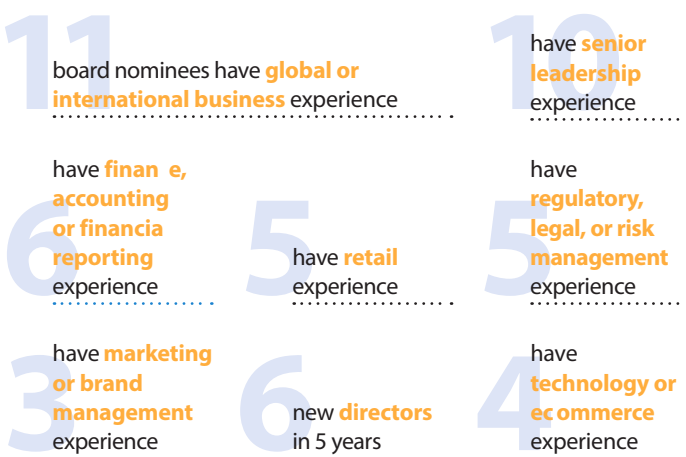 11
board nominees have global or
international business experience
10
have senior
leadership
experience
6
have finan e,
accounting
or financia
reporting
experience
5
have retail
experience
5
have
regulatory,
legal, or risk
management
experience
3
have marketing
or brand
management
experience
6
new directors
in 5 years
4
have
technology or
ec ommerce
experience